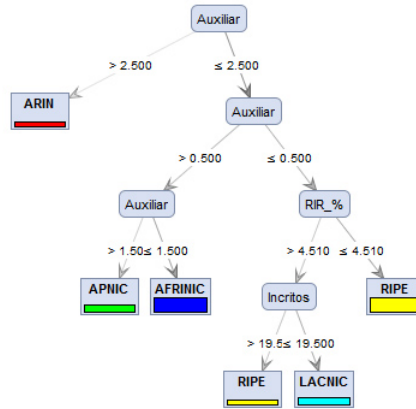 Auxiliar
> 2.500 ≤ 2.500
ARIN
Auxiliar
> 0.500 ≤ 0.500
Auxiliar RIR_%
> 1.50 ≤ 1.500 > 4.510 ≤ 4.510
APNIC AFRINIC Incritos RIPE
> 19.5 ≤ 19.500
RIPE LACNIC